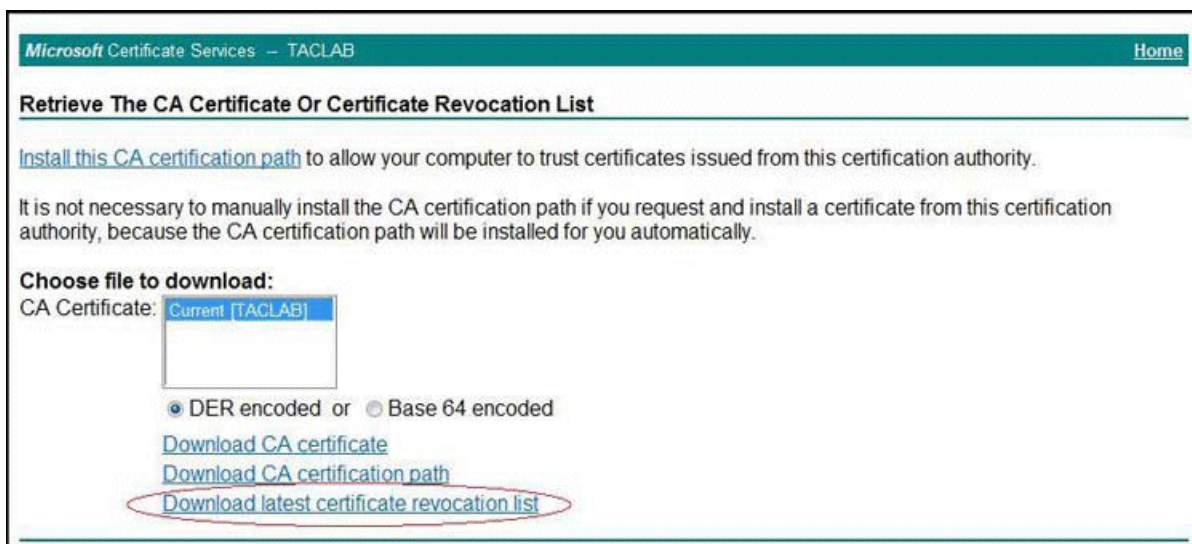 Microsoft Certificate Services -- TACLAB Home
Retrieve The CA Certificate Or Certificate Revocation List
Install this CA certification path to allow your computer to trust certificates issued from this certification authority.
It is not necessary to manually install the CA certification path if you request and install a certificate from this certification
authority, because the CA certification path will be installed for you automatically.
Choose file to download:
CA Certificate: Current [TACLAB]
DER encoded or Base 64 encoded
Download CA certificate
Download CA certification path
Download latest certificate revocation list